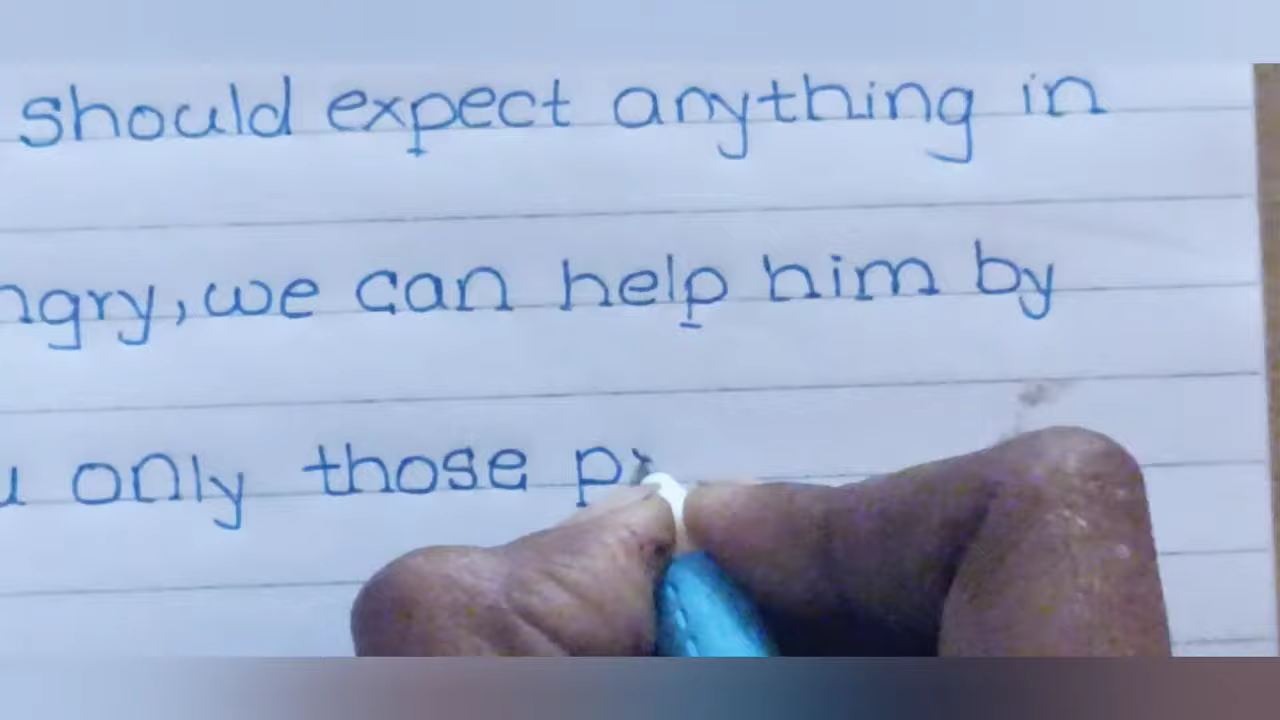 should expect anything in
ngry, we can help him by
only those